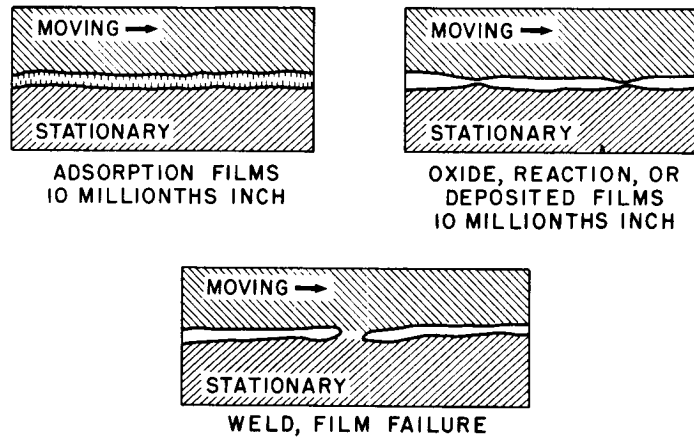 MOVING
STATIONARY
ADSORPTION FILMS
10 MILLIONTHS INCH
MOVING
STATIONARY
OXIDE, REACTION, OR
DEPOSITED FILMS
10 MILLIONTHS INCH
MOVING
STATIONARY
WELD, FILM FAILURE